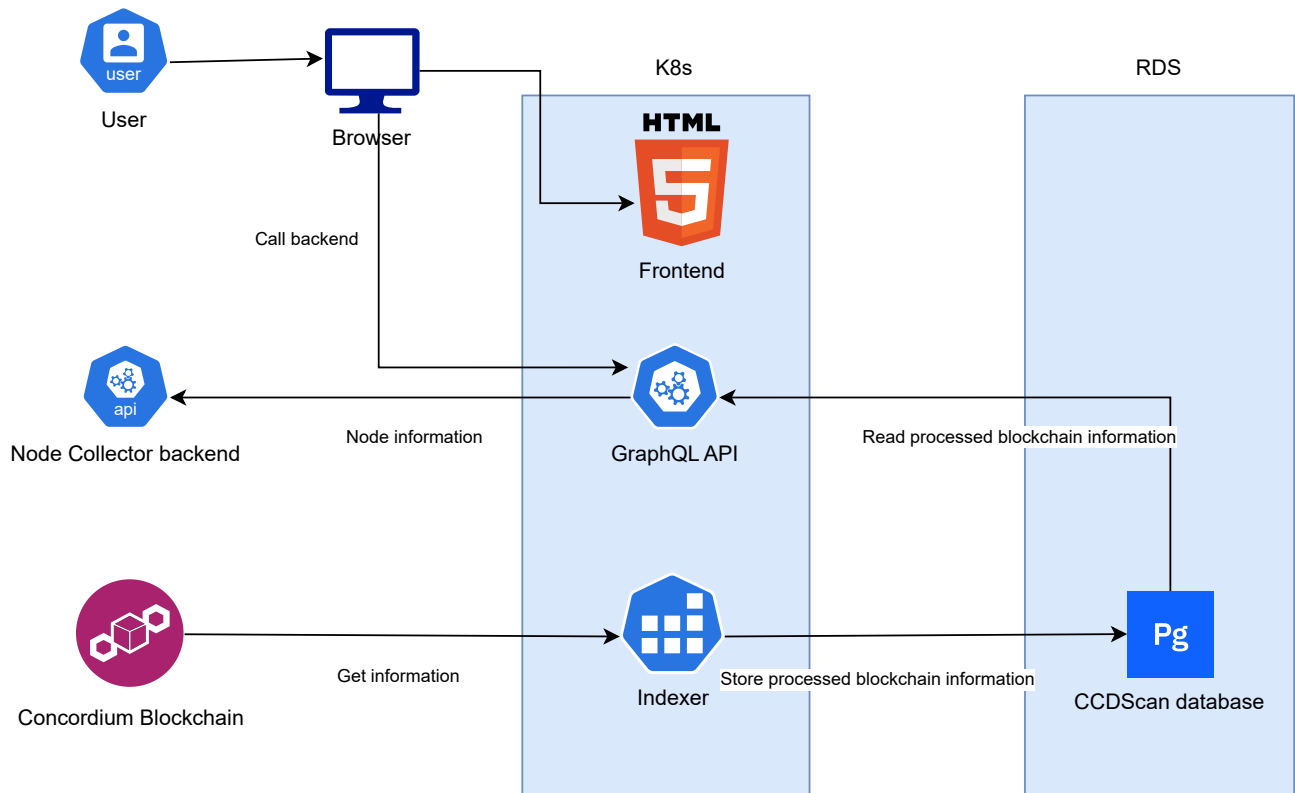 K8s
RDS
user
User
Browser
HTML
5
Frontend
Call backend
api
Node Collector backend
Node information
GraphQL API
Read processed blockchain information
Concordium Blockchain
Get information
Indexer
Store processed blockchain information
Pg
CCDScan database